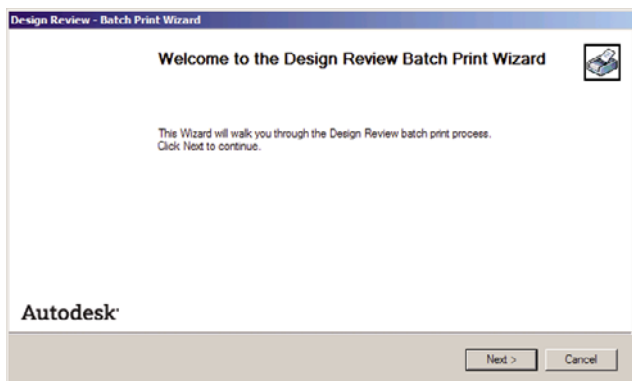 Design Review - Batch Print Wizard
Welcome to the Design Review Batch Print Wizard
This Wizard will walk you through the Design Review batch print process.
Click Next to continue.
Autodesk
Next >
Cancel